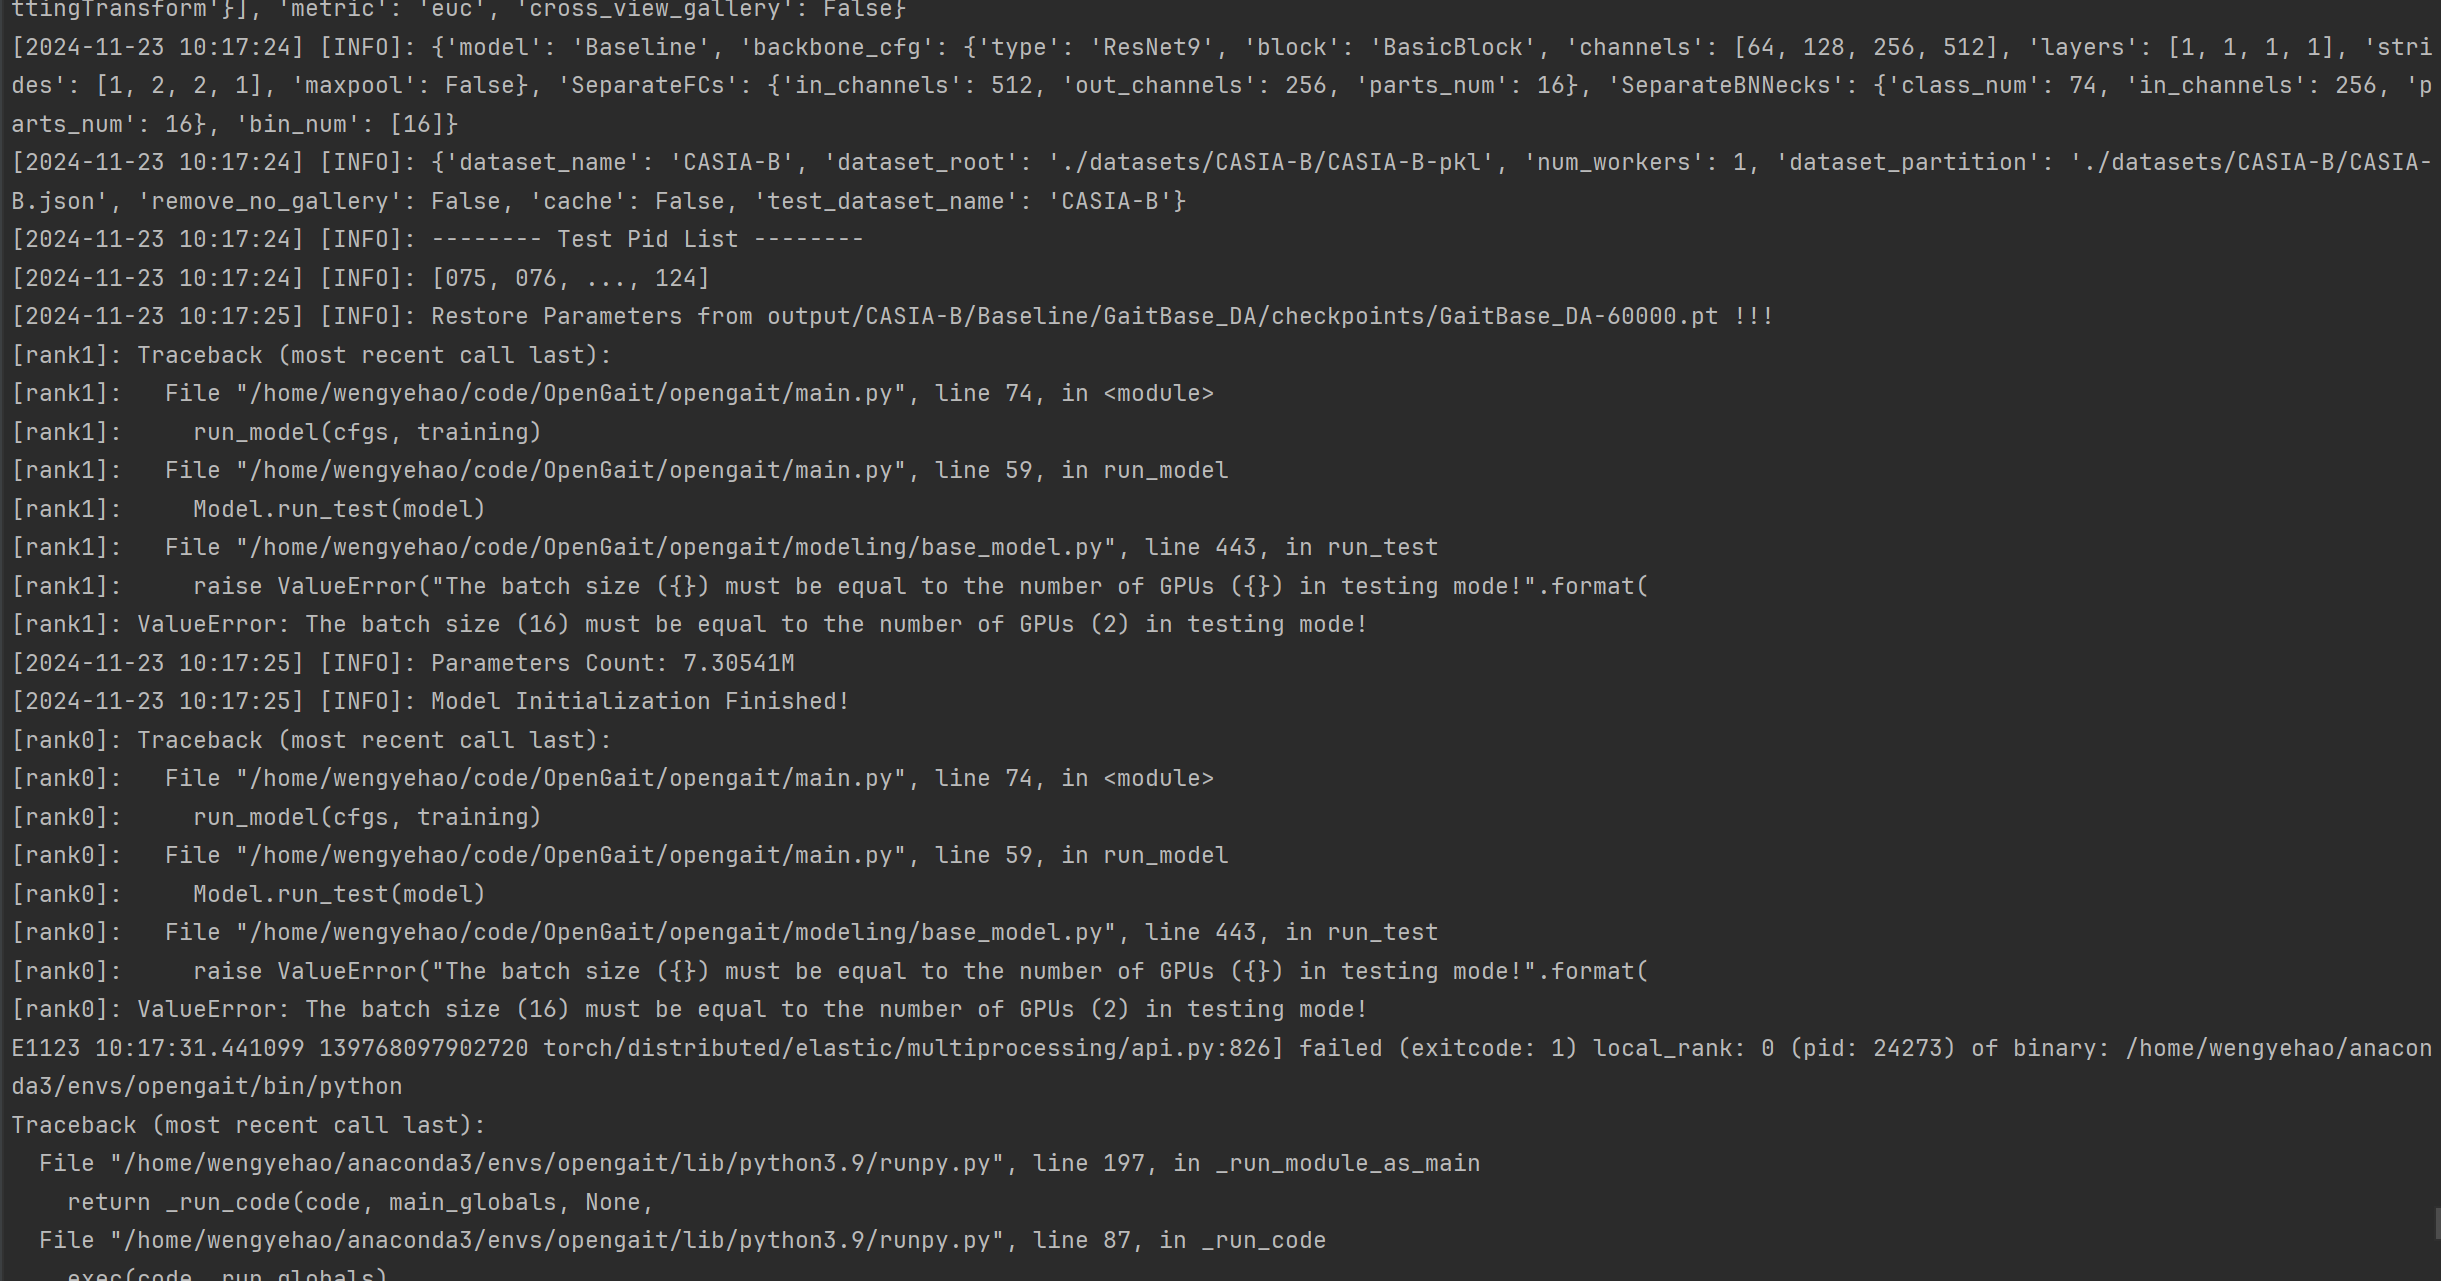 ttingTransform'}], 'metric': 'euc', 'cross_view_gallery': False}
[2024-11-23 10:17:24] [INFO]: {'model': 'Baseline', 'backbone_cfg': {'type': 'ResNet9', 'block': 'BasicBlock', 'channels': [64, 128, 256, 512], 'layers': [1, 1, 1, 1], 'stri
des': [1, 2, 2, 1], 'maxpool': False}, 'SeparateFCs': {'in_channels': 512, 'out_channels': 256, 'parts_num': 16}, 'SeparateBNNecks': {'class_num': 74, 'in_channels': 256, 'p
arts_num': 16}, 'bin_num': [16]}
[2024-11-23 10:17:24] [INFO]: {'dataset_name': 'CASIA-B', 'dataset_root': './datasets/CASIA-B/CASIA-B-pkl', 'num_workers': 1, 'dataset_partition': './datasets/CASIA-B/CASIA-
B.json', 'remove_no_gallery': False, 'cache': False, 'test_dataset_name': 'CASIA-B'}
[2024-11-23 10:17:24] [INFO]: -------- Test Pid List --------
[2024-11-23 10:17:24] [INFO]: [075, 076, ..., 124]
[2024-11-23 10:17:25] [INFO]: Restore Parameters from output/CASIA-B/Baseline/GaitBase_DA/checkpoints/GaitBase_DA-60000.pt !!!
[rank1]: Traceback (most recent call last):
[rank1]:   File "/home/wengyehao/code/OpenGait/opengait/main.py", line 74, in <module>
[rank1]:     run_model(cfgs, training)
[rank1]:   File "/home/wengyehao/code/OpenGait/opengait/main.py", line 59, in run_model
[rank1]:     Model.run_test(model)
[rank1]:   File "/home/wengyehao/code/OpenGait/opengait/modeling/base_model.py", line 443, in run_test
[rank1]:     raise ValueError("The batch size ({}) must be equal to the number of GPUs ({}) in testing mode!".format(
[rank1]: ValueError: The batch size (16) must be equal to the number of GPUs (2) in testing mode!
[2024-11-23 10:17:25] [INFO]: Parameters Count: 7.30541M
[2024-11-23 10:17:25] [INFO]: Model Initialization Finished!
[rank0]: Traceback (most recent call last):
[rank0]:   File "/home/wengyehao/code/OpenGait/opengait/main.py", line 74, in <module>
[rank0]:     run_model(cfgs, training)
[rank0]:   File "/home/wengyehao/code/OpenGait/opengait/main.py", line 59, in run_model
[rank0]:     Model.run_test(model)
[rank0]:   File "/home/wengyehao/code/OpenGait/opengait/modeling/base_model.py", line 443, in run_test
[rank0]:     raise ValueError("The batch size ({}) must be equal to the number of GPUs ({}) in testing mode!".format(
[rank0]: ValueError: The batch size (16) must be equal to the number of GPUs (2) in testing mode!
E1123 10:17:31.441099 139768097902720 torch/distributed/elastic/multiprocessing/api.py:826] failed (exitcode: 1) local_rank: 0 (pid: 24273) of binary: /home/wengyehao/anacon
da3/envs/opengait/bin/python
Traceback (most recent call last):
  File "/home/wengyehao/anaconda3/envs/opengait/lib/python3.9/runpy.py", line 197, in _run_module_as_main
    return _run_code(code, main_globals, None,
  File "/home/wengyehao/anaconda3/envs/opengait/lib/python3.9/runpy.py", line 87, in _run_code
    exec(code, run_globals)